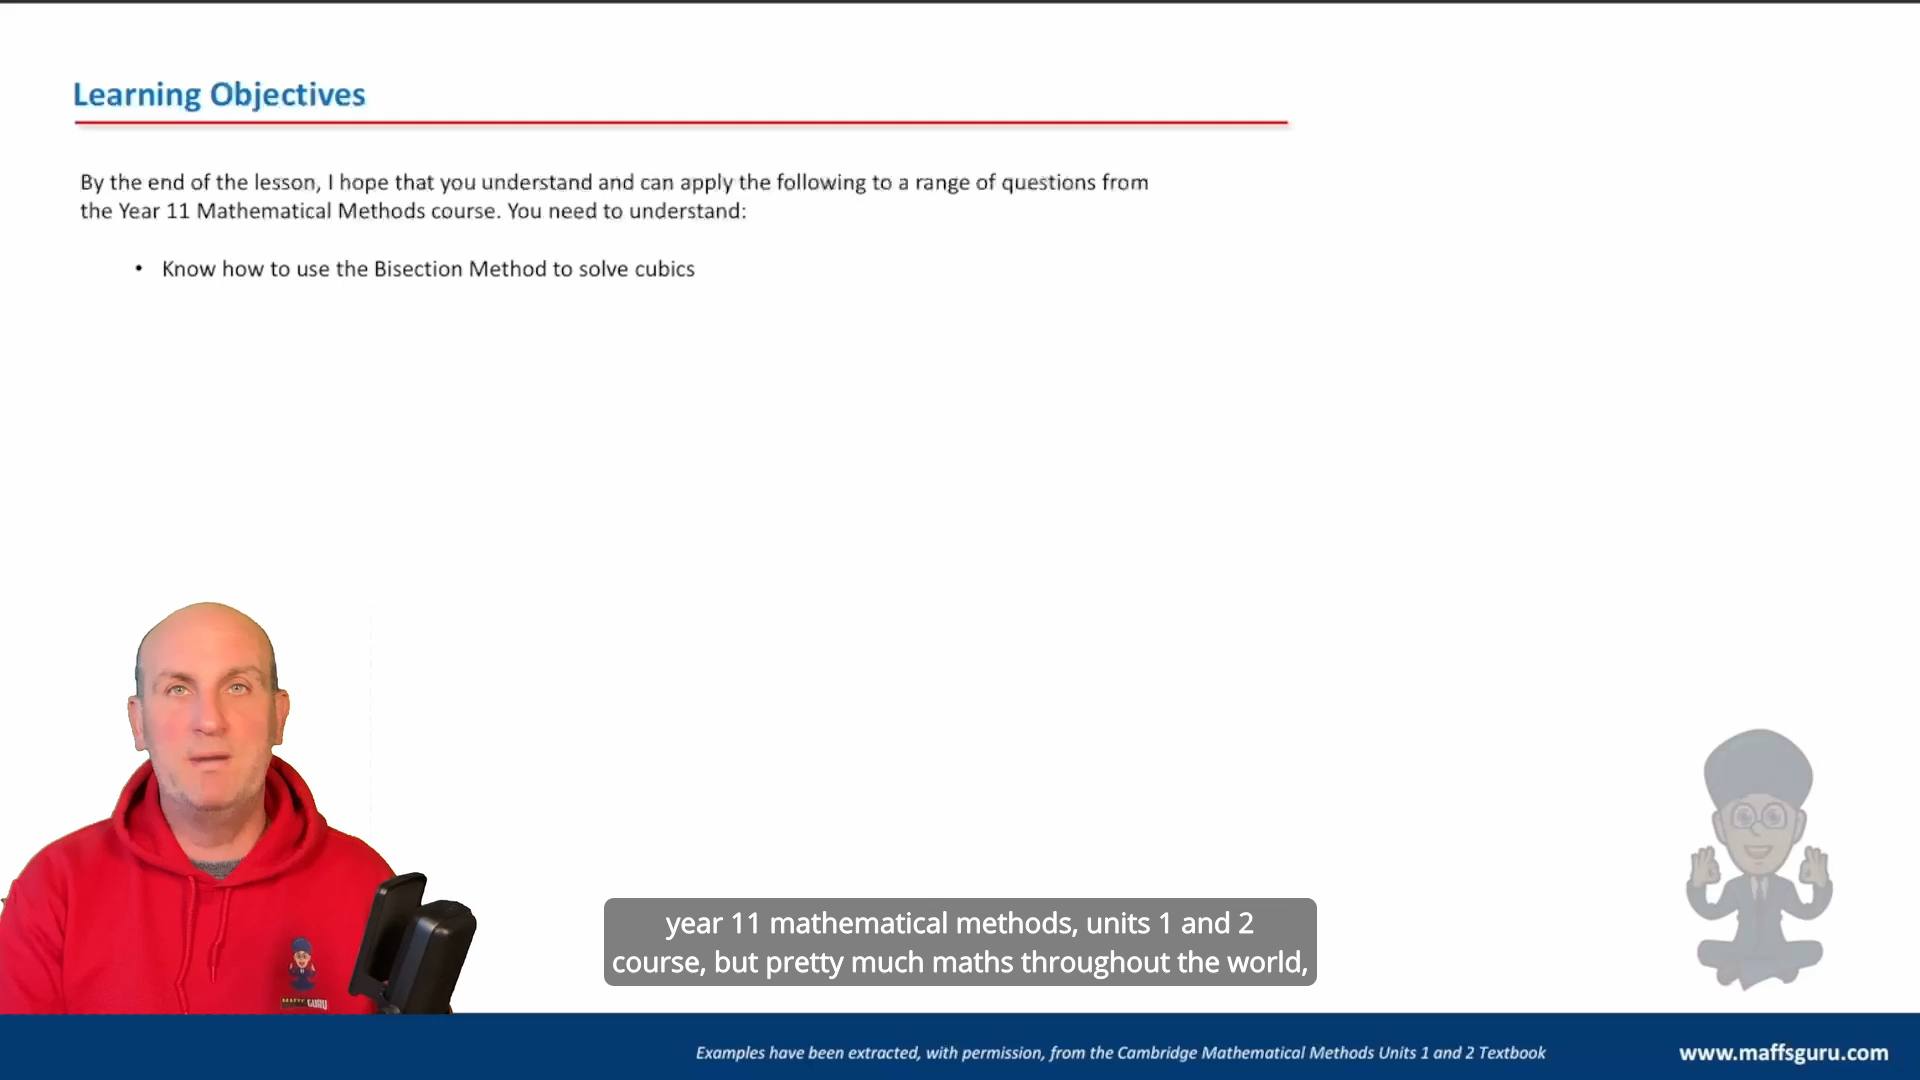 Learning Objectives
By the end of the lesson, I hope that you understand and can apply the following to a range of questions from
the Year 11 Mathematical Methods course. You need to understand:
• Know how to use the Bisection Method to solve cubics
MAFFS GURU
year 11 mathematical methods, units 1 and 2
course, but pretty much maths throughout the world,
Examples have been extracted, with permission, from the Cambridge Mathematical Methods Units 1 and 2 Textbook
www.maffsguru.com